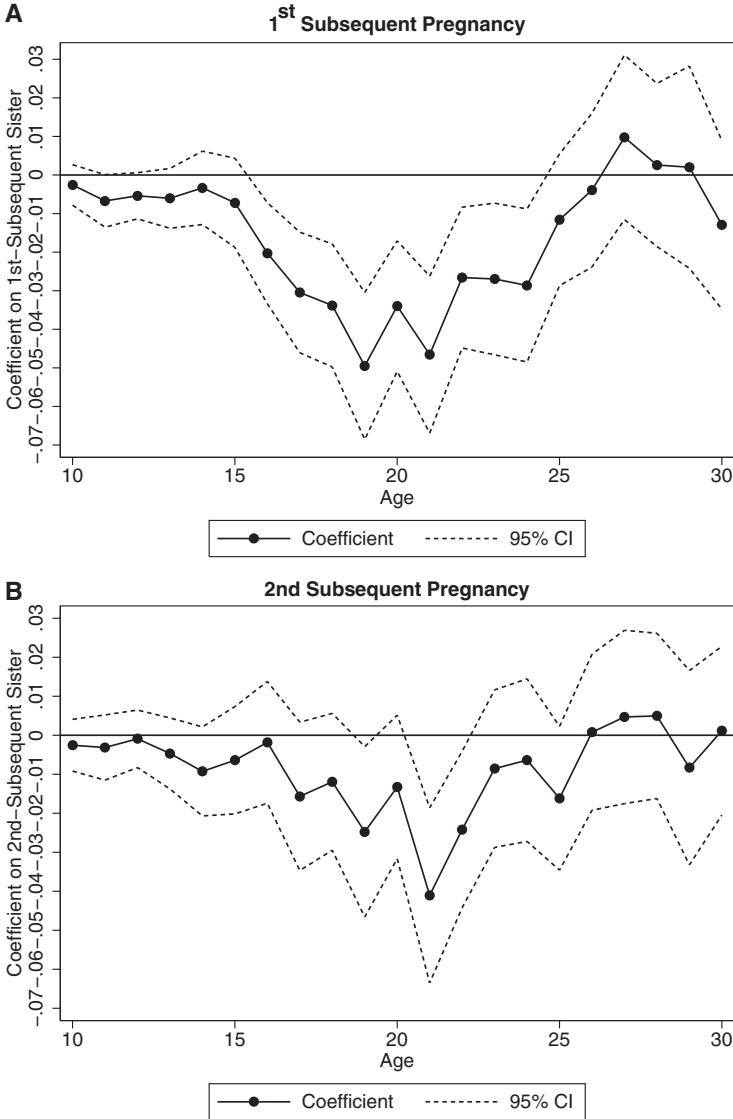 A
1st Subsequent Pregnancy
Coefficient on 1st–Subsequent Sister
.03
.02
.01
0
–.01
–.02
–.03
–.04
–.05
–.06
–.07
10 15 20 25 30
Age
Coefficient 95% CI
B
2nd Subsequent Pregnancy
Coefficient on 2nd–Subsequent Sister
.03
.02
.01
0
–.01
–.02
–.03
–.04
–.05
–.06
–.07
10 15 20 25 30
Age
Coefficient 95% CI